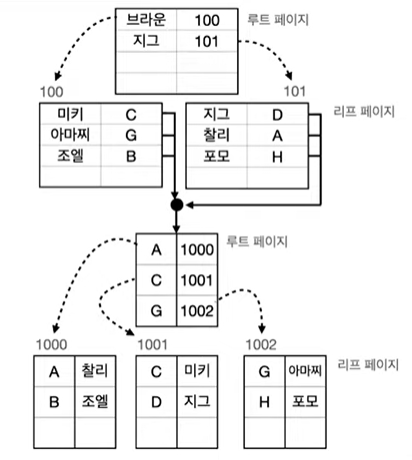 브라운 100
지그 101
루트 페이지
100
101
미키 C
아마찌 G
조엘 B
지그 D
찰리 A
포모 H
리프 페이지
A 1000
C 1001
G 1002
루트 페이지
1000
1001
1002
A 찰리
B 조엘
C 미키
D 지그
G 아마찌
H 포모
리프 페이지